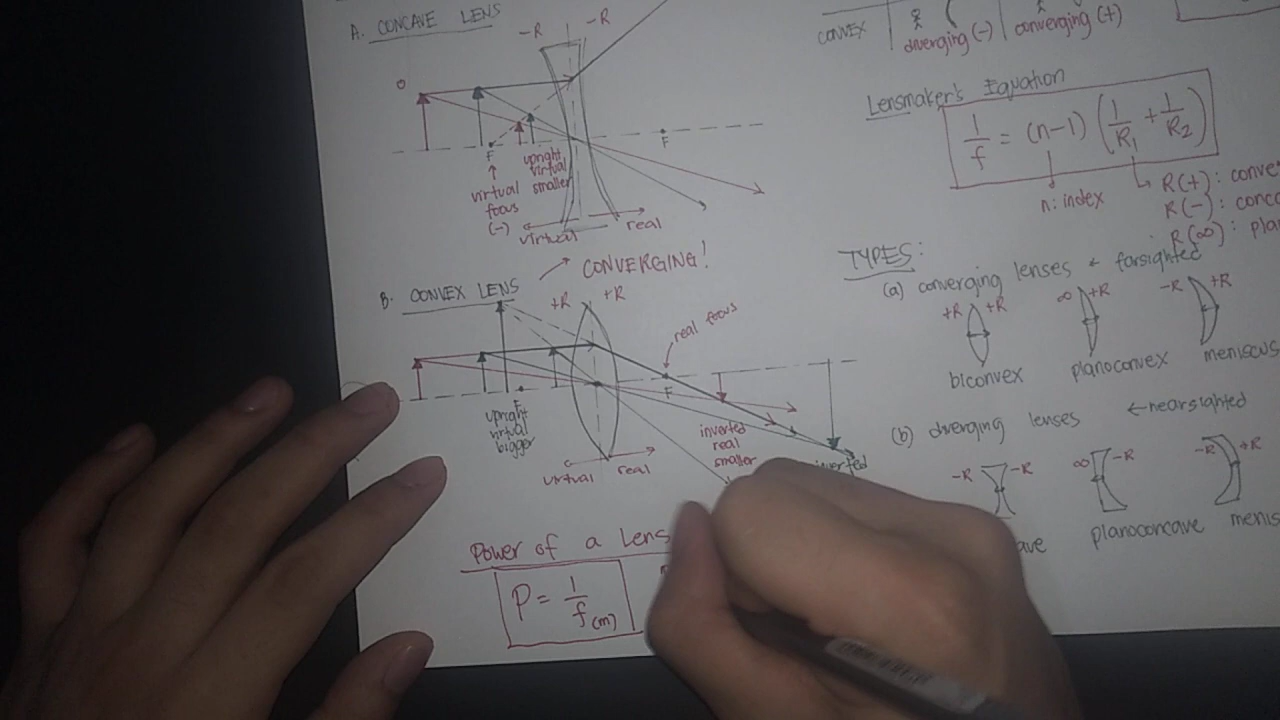 A. CONCAVE LENS
-R -R
O
F
F
upright
virtual
smaller
virtual
focus
(-)
virtual real
B. CONVEX LENS
CONVERGING!
+R +R
real focus
F
F
upright
virtual
bigger
inverted
real
smaller
inverted
virtual real
Power of a Lens
P = 1/f (m)
CONVEX
diverging (-) converging (+)
Lensmaker's Equation
1/f = (n-1) (1/R1 + 1/R2)
n: index
R(+): conve
R(-): conc
R(∞): pla
TYPES:
(a) converging lenses ← farsighted
+R +R ∞ +R -R +R
biconvex planoconvex meniscus
(b) diverging lenses ← nearsighted
-R -R ∞ -R -R +R
ave planoconcave menis